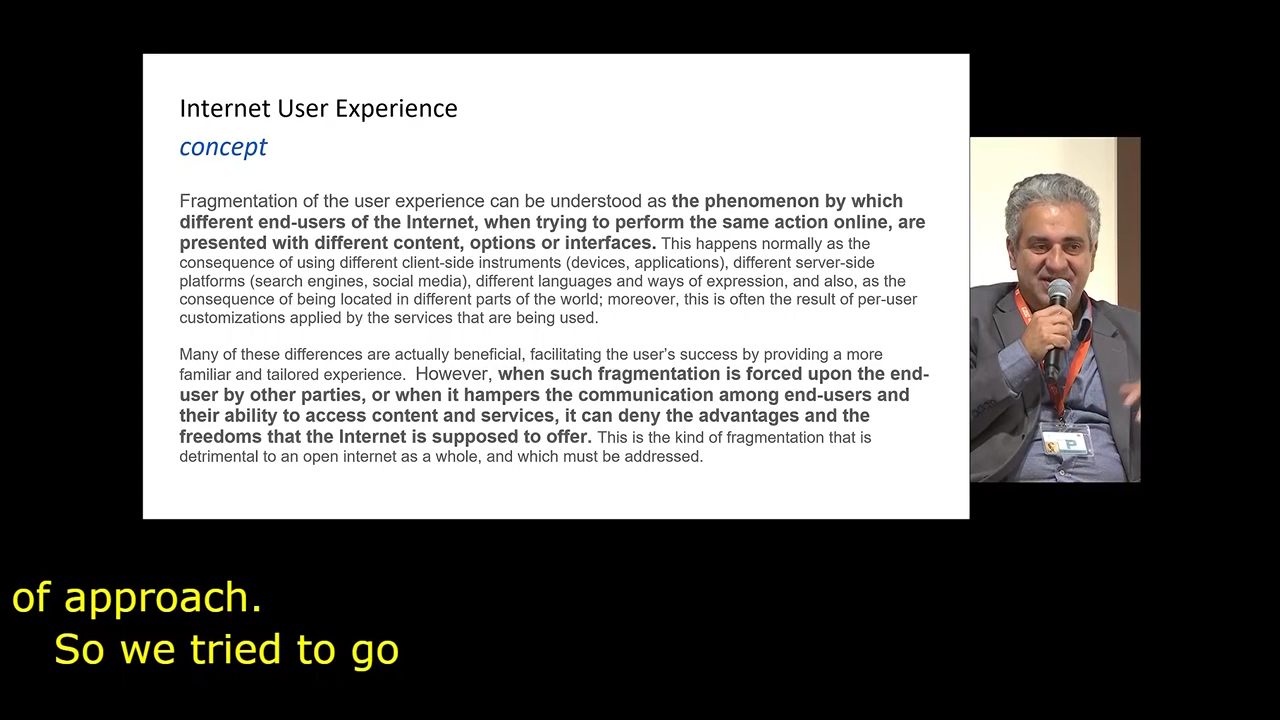 Internet User Experience
concept
Fragmentation of the user experience can be understood as the phenomenon by which
different end-users of the Internet, when trying to perform the same action online, are
presented with different content, options or interfaces. This happens normally as the
consequence of using different client-side instruments (devices, applications), different server-side
platforms (search engines, social media), different languages and ways of expression, and also, as the
consequence of being located in different parts of the world; moreover, this is often the result of per-user
customizations applied by the services that are being used.
Many of these differences are actually beneficial, facilitating the user’s success by providing a more
familiar and tailored experience.  However, when such fragmentation is forced upon the end-
user by other parties, or when it hampers the communication among end-users and
their ability to access content and services, it can deny the advantages and the
freedoms that the Internet is supposed to offer. This is the kind of fragmentation that is
detrimental to an open internet as a whole, and which must be addressed.
P
of approach.
So we tried to go